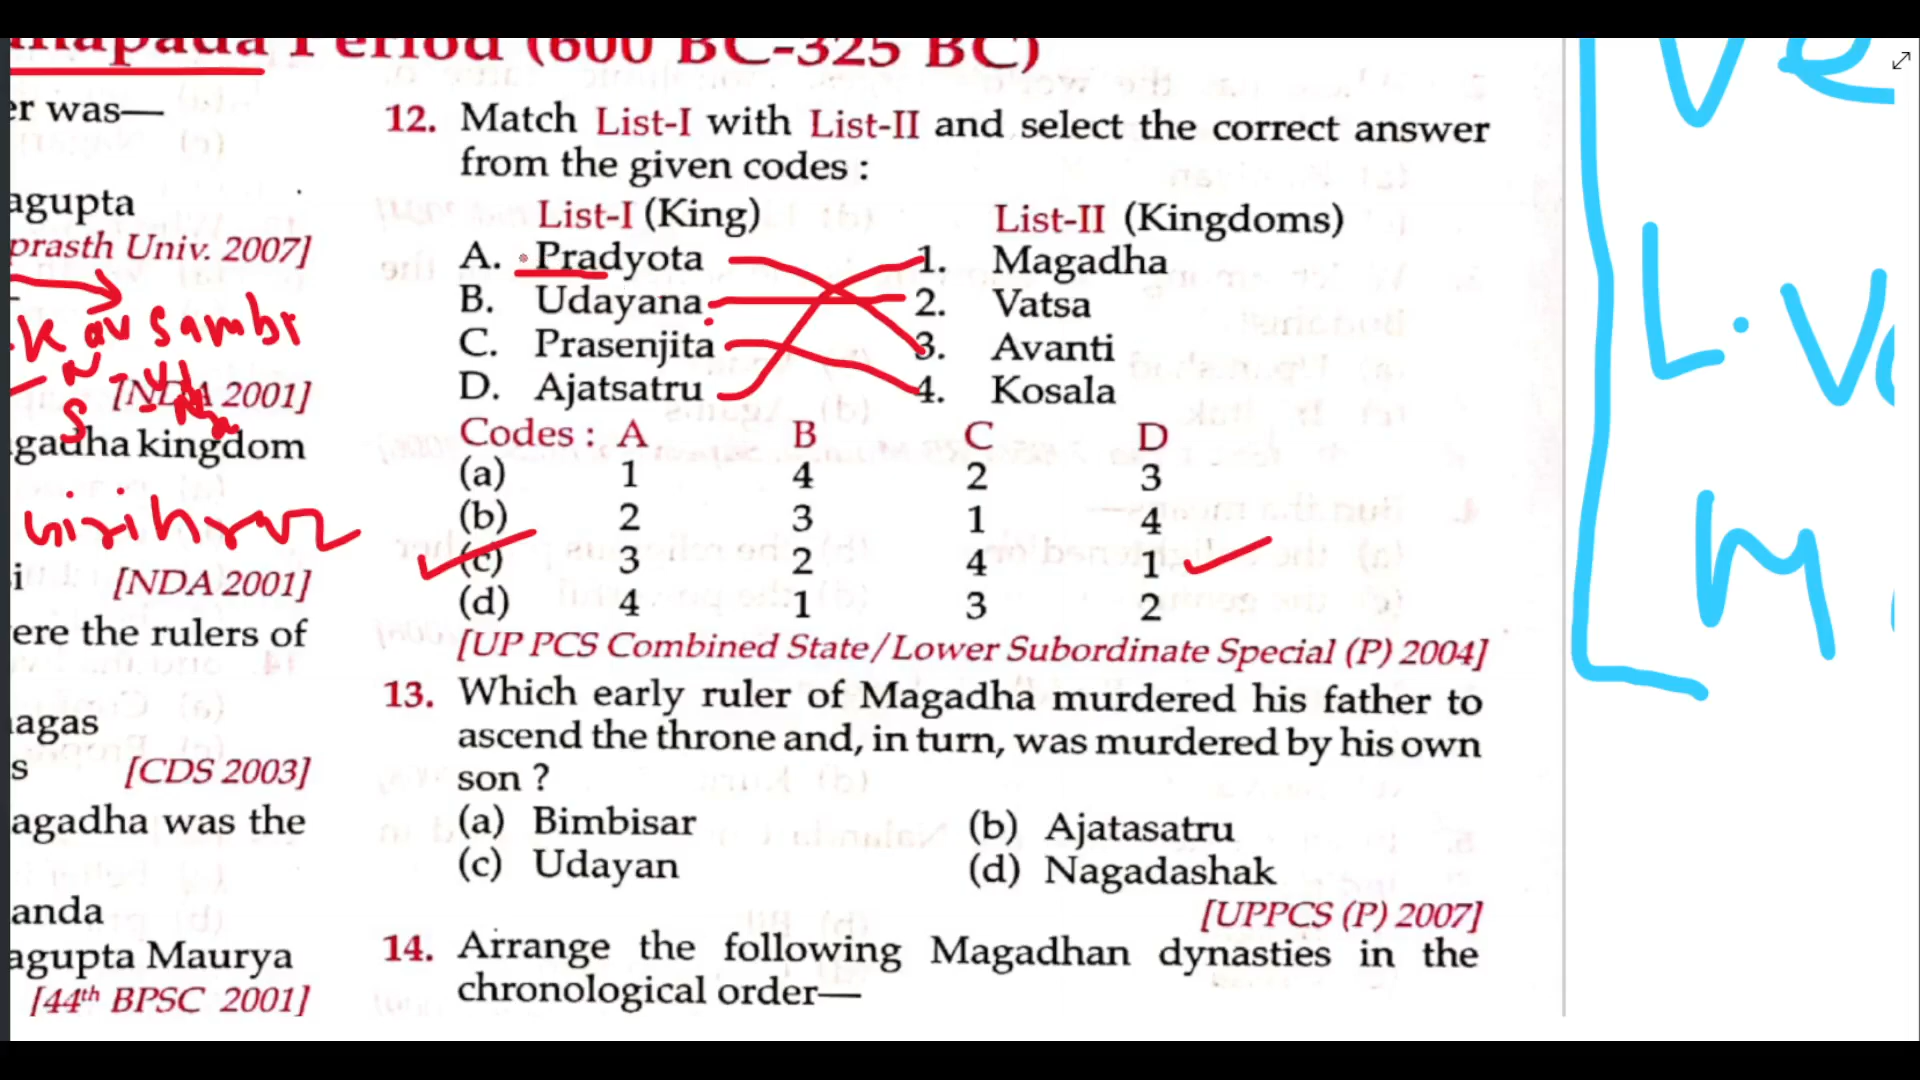 Period (600 BC-325 BC)
er was—
agupta
prasth Univ. 2007]
[NDA 2001]
gadha kingdom
i [NDA 2001]
ere the rulers of
agas
s [CDS 2003]
agadha was the
anda
agupta Maurya
[44th BPSC 2001]
12. Match List-I with List-II and select the correct answer
from the given codes :
List-I (King) List-II (Kingdoms)
A. Pradyota 1. Magadha
B. Udayana 2. Vatsa
C. Prasenjita 3. Avanti
D. Ajatsatru 4. Kosala
Codes : A B C D
(a) 1 4 2 3
(b) 2 3 1 4
(c) 3 2 4 1
(d) 4 1 3 2
[UP PCS Combined State/Lower Subordinate Special (P) 2004]
13. Which early ruler of Magadha murdered his father to
ascend the throne and, in turn, was murdered by his own
son ?
(a) Bimbisar (b) Ajatasatru
(c) Udayan (d) Nagadashak
[UPPCS (P) 2007]
14. Arrange the following Magadhan dynasties in the
chronological order—